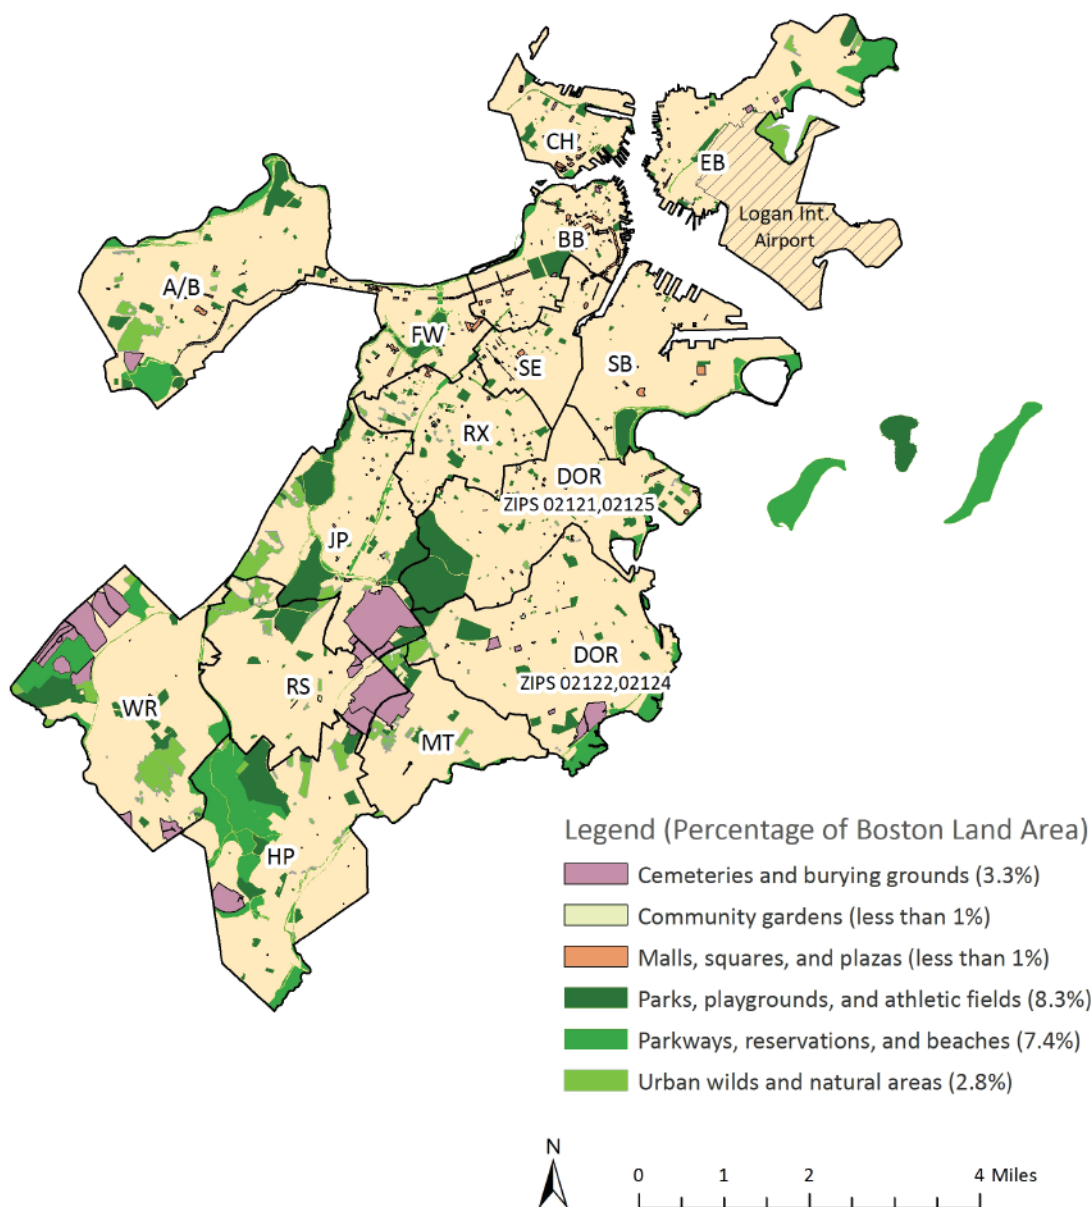 CH
EB
Logan Int.
Airport
BB
A/B
FW
SE
SB
RX
DOR
ZIPS 02121,02125
JP
DOR
ZIPS 02122,02124
RS
WR
MT
HP
Legend (Percentage of Boston Land Area)
Cemeteries and burying grounds (3.3%)
Community gardens (less than 1%)
Malls, squares, and plazas (less than 1%)
Parks, playgrounds, and athletic fields (8.3%)
Parkways, reservations, and beaches (7.4%)
Urban wilds and natural areas (2.8%)
N
0 1 2 4 Miles